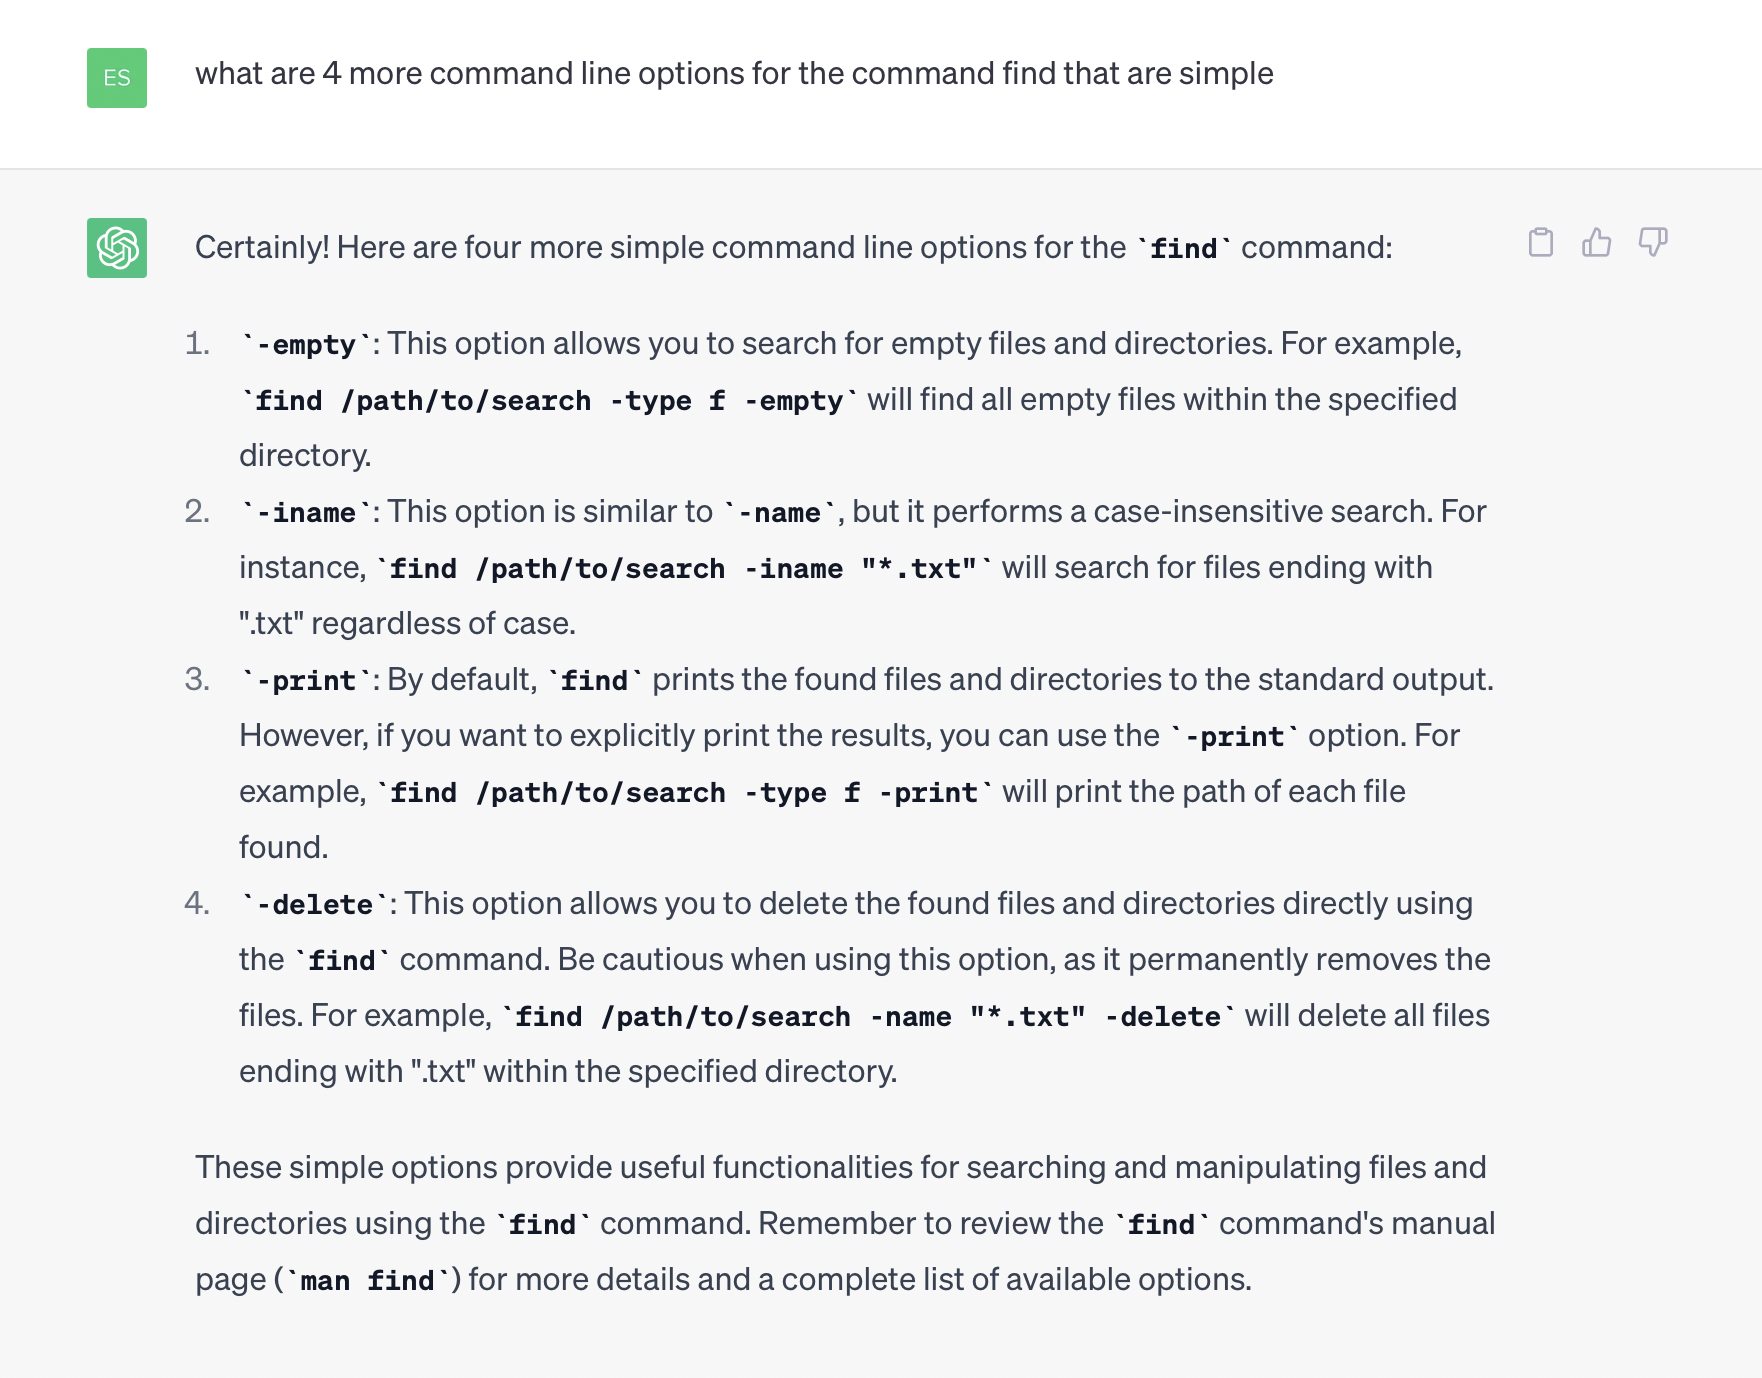 ES
what are 4 more command line options for the command find that are simple
Certainly! Here are four more simple command line options for the `find` command:
1. `-empty`: This option allows you to search for empty files and directories. For example,
`find /path/to/search -type f -empty` will find all empty files within the specified
directory.
2. `-iname`: This option is similar to `-name`, but it performs a case-insensitive search. For
instance, `find /path/to/search -iname "*.txt"` will search for files ending with
".txt" regardless of case.
3. `-print`: By default, `find` prints the found files and directories to the standard output.
However, if you want to explicitly print the results, you can use the `-print` option. For
example, `find /path/to/search -type f -print` will print the path of each file
found.
4. `-delete`: This option allows you to delete the found files and directories directly using
the `find` command. Be cautious when using this option, as it permanently removes the
files. For example, `find /path/to/search -name "*.txt" -delete` will delete all files
ending with ".txt" within the specified directory.
These simple options provide useful functionalities for searching and manipulating files and
directories using the `find` command. Remember to review the `find` command's manual
page (`man find`) for more details and a complete list of available options.